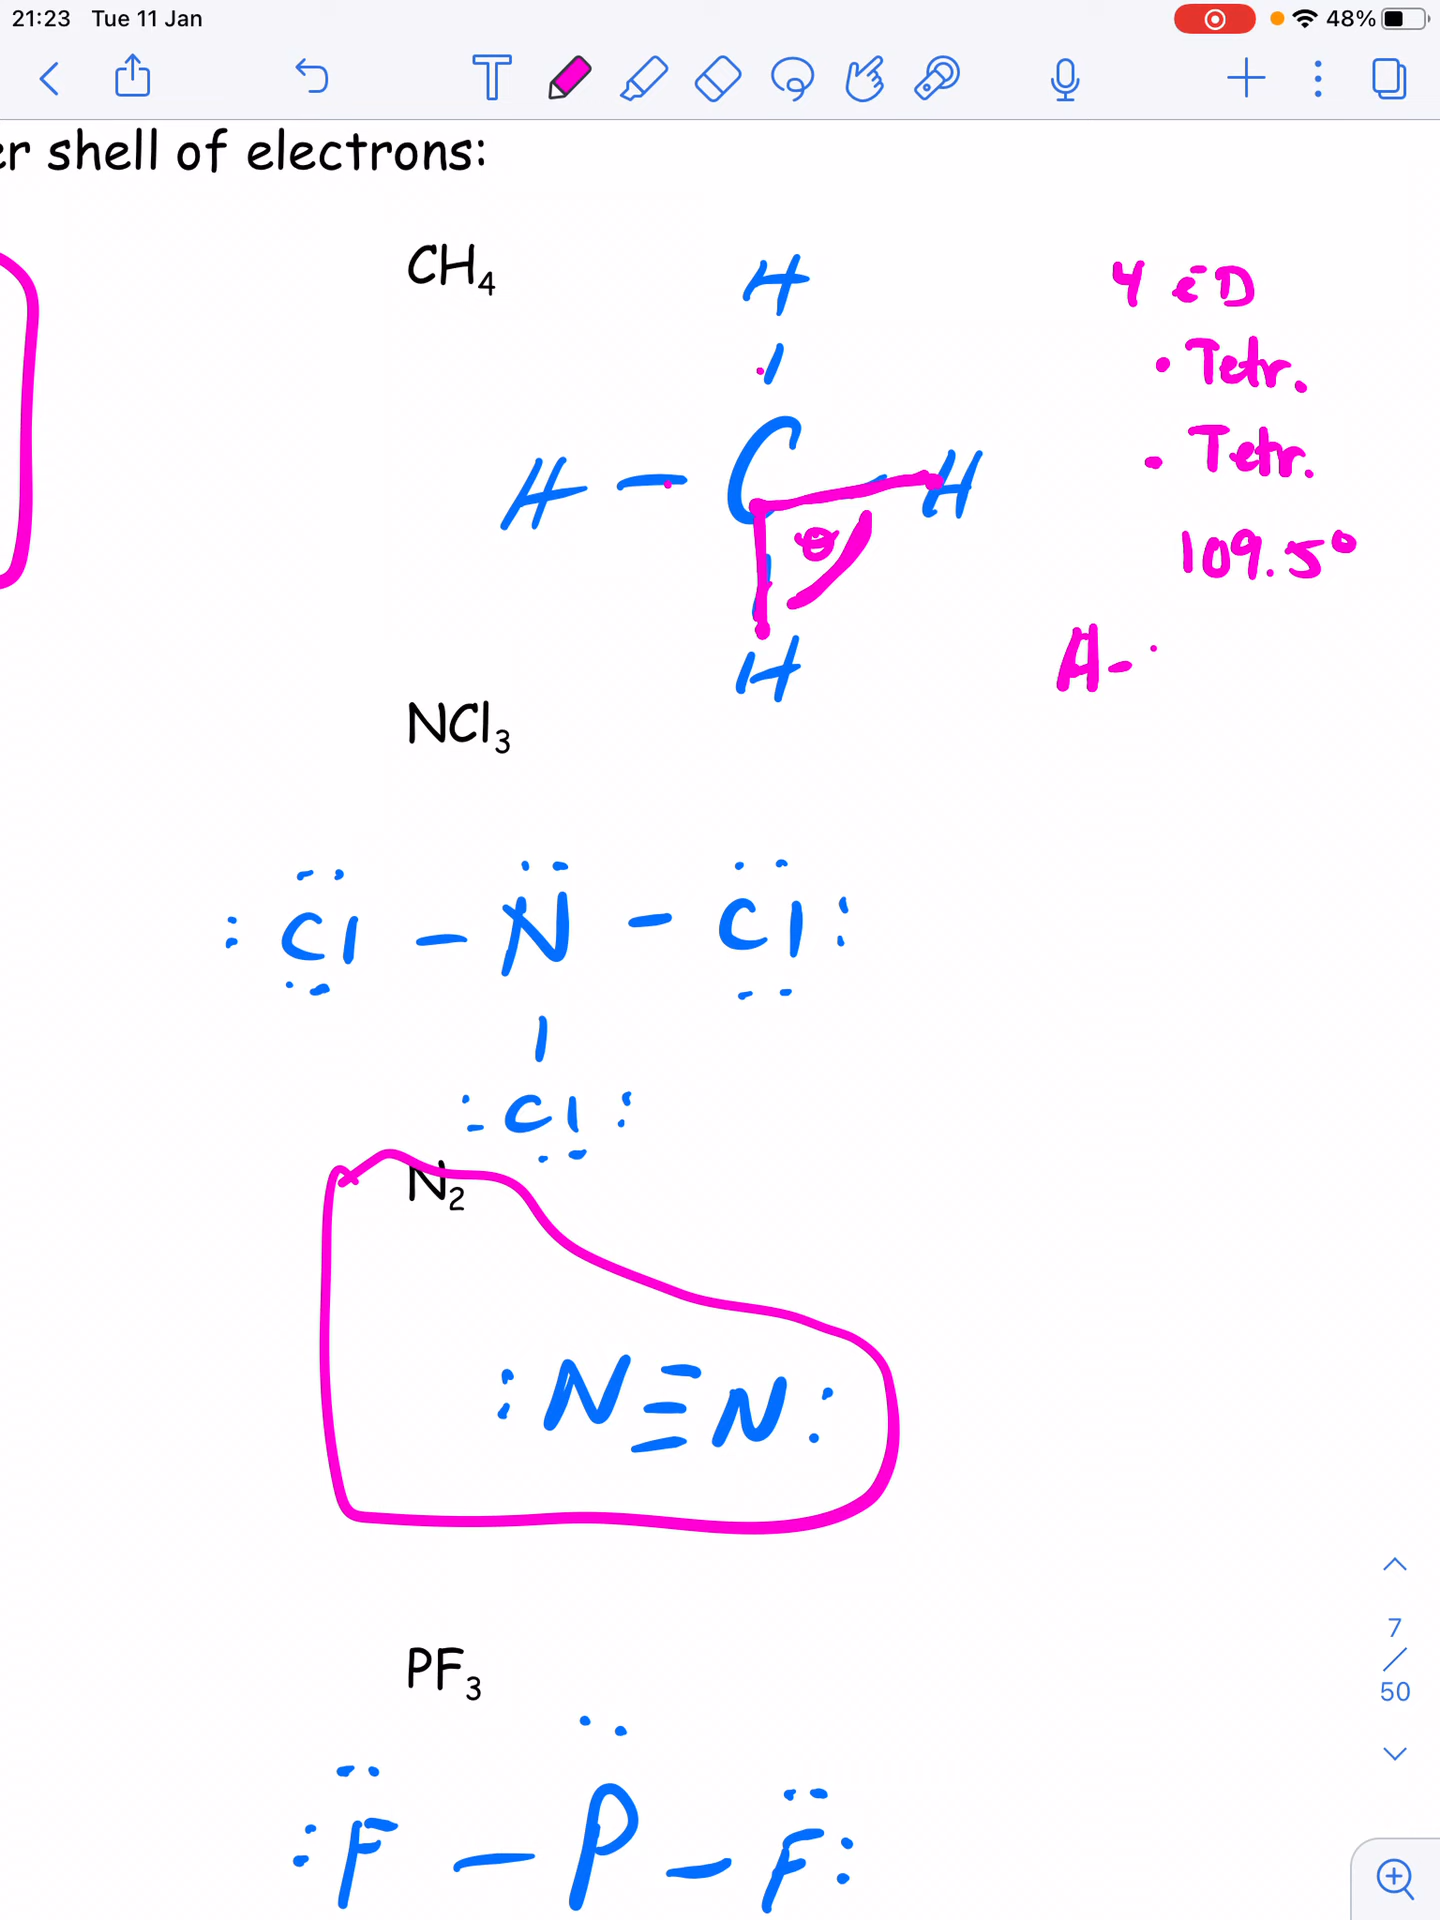 21:23 Tue 11 Jan 48%
er shell of electrons:
CH4
H
4 e⁻D
• Tetr.
• Tetr.
H - C - H
θ
109.5°
H
A-
NCl3
:Cl - N - Cl:
:Cl:
N2
:N≡N:
7
/
50
PF3
:F - P - F: